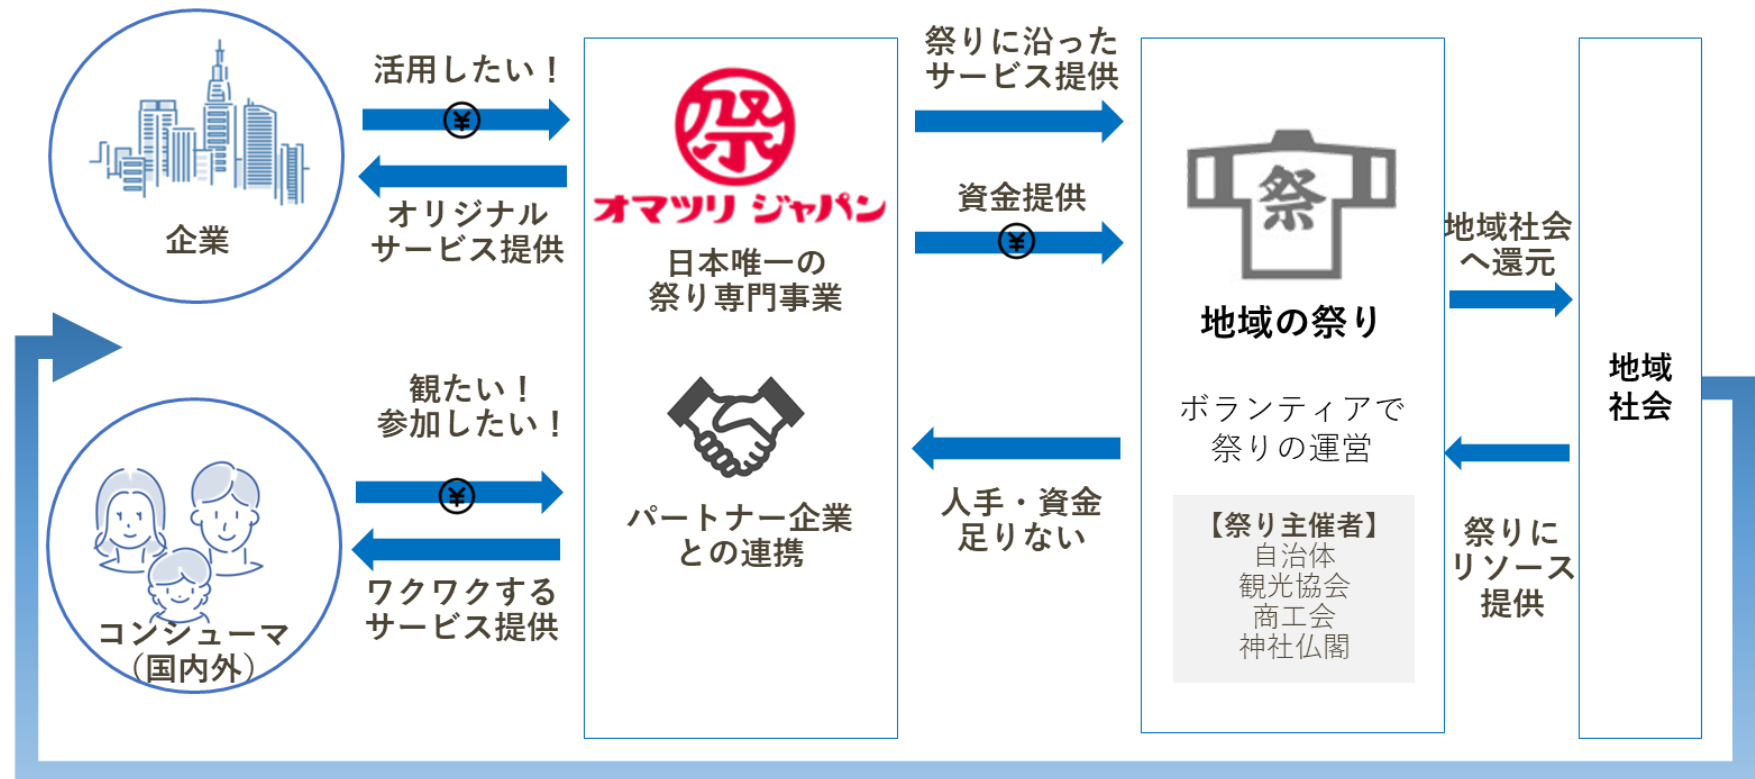 活用したい！
¥
オリジナル
サービス提供
企業
観たい！
参加したい！
¥
ワクワクする
サービス提供
コンシューマ
（国内外）
祭
オマツリ ジャパン
日本唯一の
祭り専門事業
パートナー企業
との連携
祭りに沿った
サービス提供
資金提供
¥
人手・資金
足りない
祭
地域の祭り
ボランティアで
祭りの運営
【祭り主催者】
自治体
観光協会
商工会
神社仏閣
地域社会
へ還元
祭りに
リソース
提供
地域
社会